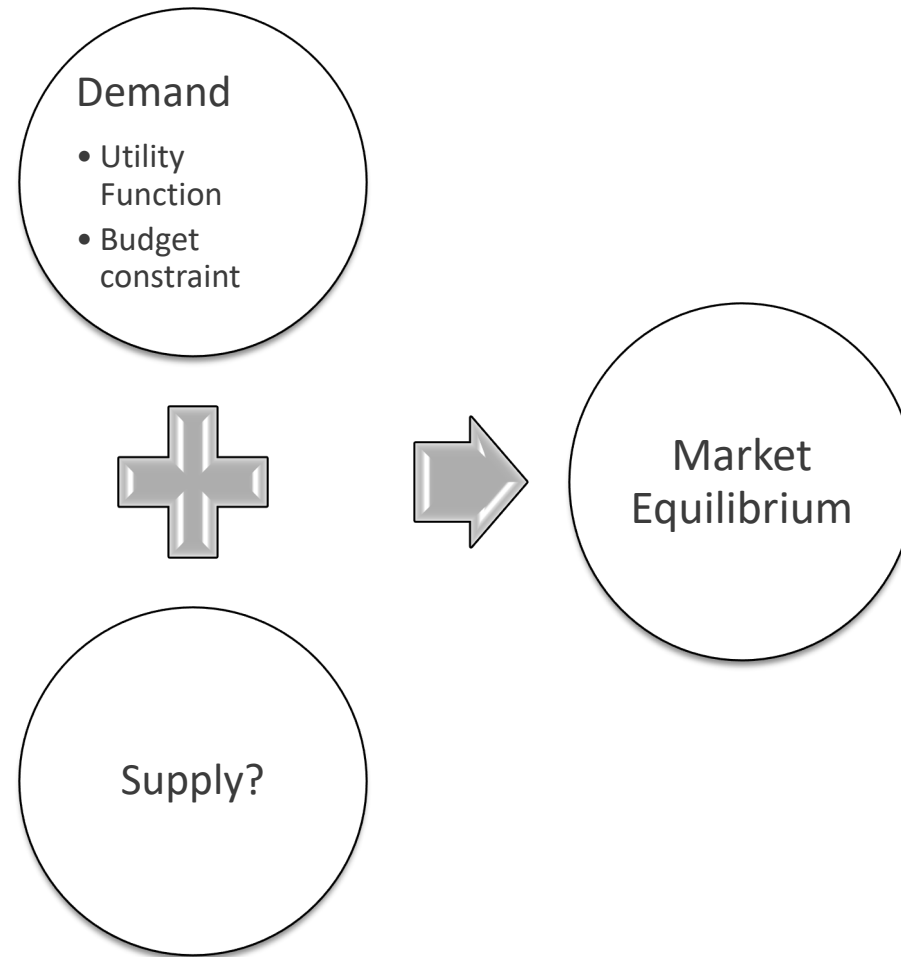 Demand
• Utility
Function
• Budget
constraint
Market
Equilibrium
Supply?